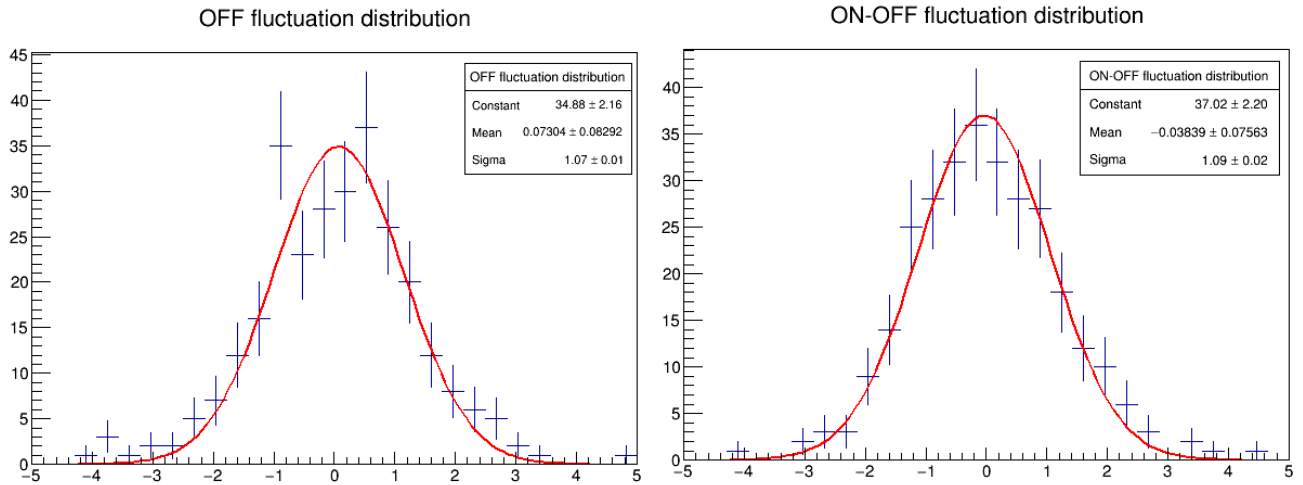 OFF fluctuation distribution
45
40
35
30
25
20
15
10
5
0
−5 −4 −3 −2 −1 0 1 2 3 4 5
OFF fluctuation distribution
Constant 34.88 ± 2.16
Mean 0.07304 ± 0.08292
Sigma 1.07 ± 0.01
ON-OFF fluctuation distribution
40
35
30
25
20
15
10
5
0
−5 −4 −3 −2 −1 0 1 2 3 4 5
ON-OFF fluctuation distribution
Constant 37.02 ± 2.20
Mean −0.03839 ± 0.07563
Sigma 1.09 ± 0.02